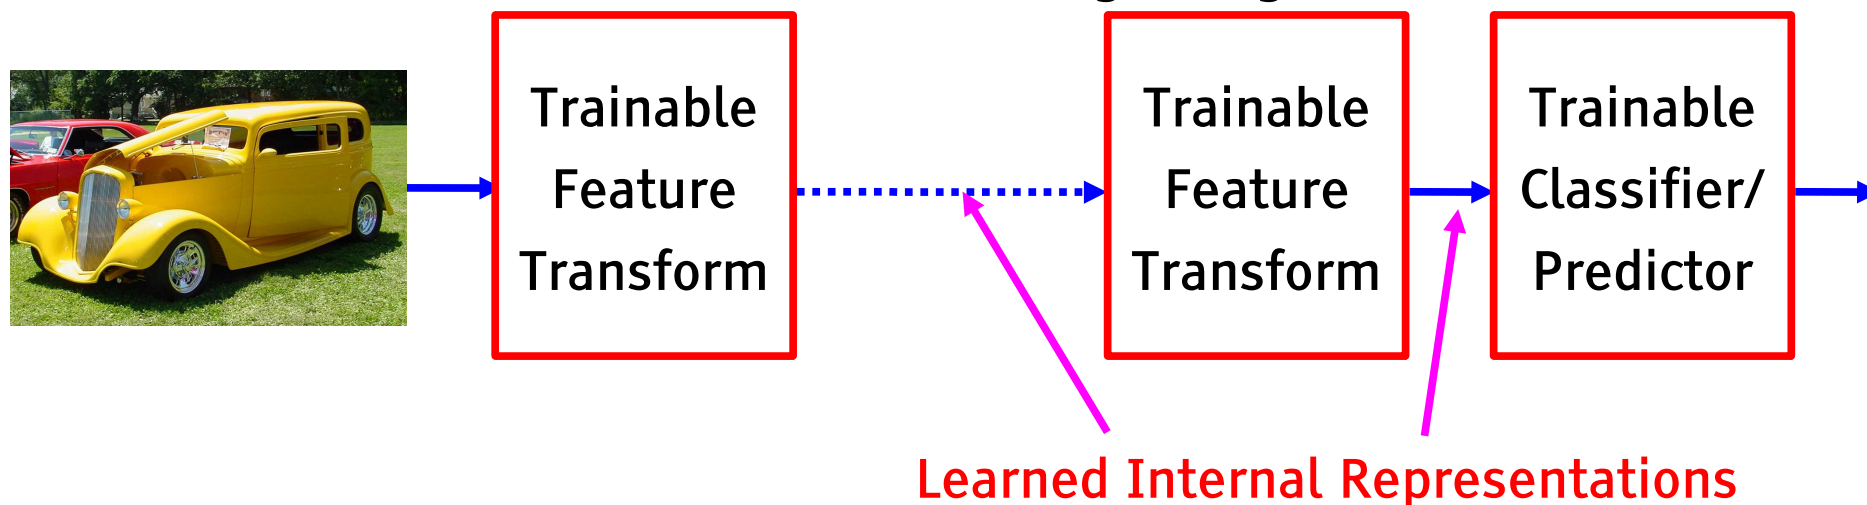 Trainable
Feature
Transform
Trainable
Feature
Transform
Trainable
Classifier/
Predictor
Learned Internal Representations